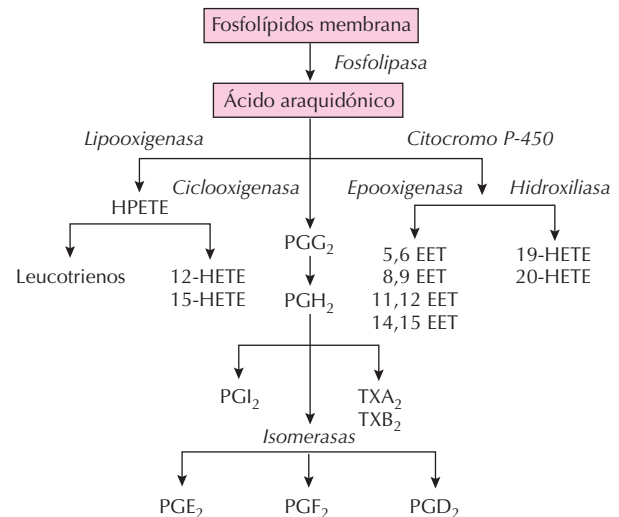 Fosfolípidos membrana
Fosfolipasa
Ácido araquidónico
Lipooxigenasa
Citocromo P-450
Ciclooxigenasa
Epooxigenasa
Hidroxiliasa
HPETE
PGG₂
5,6 EET
19-HETE
Leucotrienos
12-HETE
8,9 EET
20-HETE
15-HETE
PGH₂
11,12 EET
14,15 EET
PGI₂
TXA₂
TXB₂
Isomerasas
PGE₂
PGF₂
PGD₂